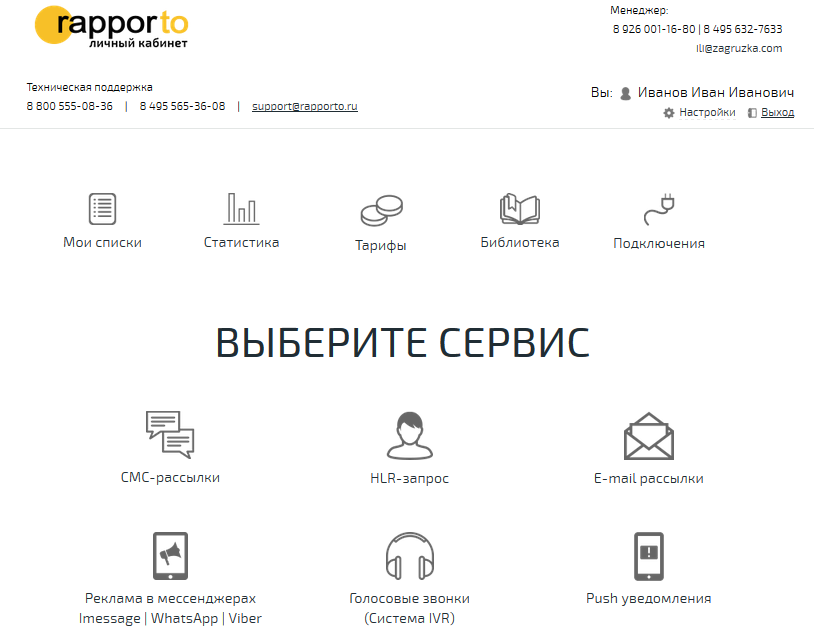 rapporto
личный кабинет
Менеджер:
8 926 001-16-80 | 8 495 632-7633
ili@zagruzka.com
Техническая поддержка
8 800 555-08-36 | 8 495 565-36-08 | support@rapporto.ru
Вы: Иванов Иван Иванович
Настройки Выход
Мои списки Статистика Тарифы Библиотека Подключения
ВЫБЕРИТЕ СЕРВИС
СМС-рассылки HLR-запрос E-mail рассылки
Реклама в мессенджерах Голосовые звонки Push уведомления
Imessage | WhatsApp | Viber (Система IVR)